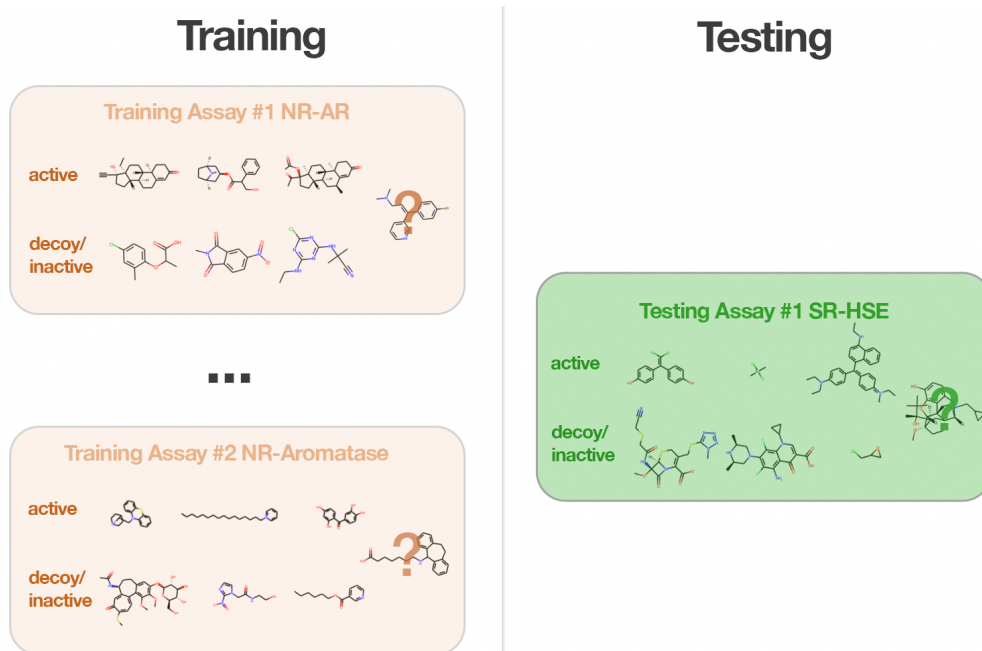 Training
Testing
Training Assay #1 NR-AR
active
decoy/
inactive
?
...
Training Assay #2 NR-Aromatase
active
decoy/
inactive
?
Testing Assay #1 SR-HSE
active
decoy/
inactive
?